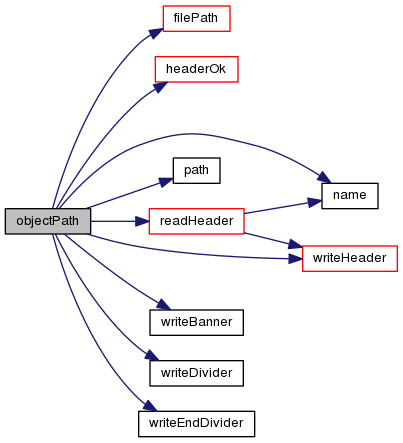 filePath
headerOk
path
name
objectPath
readHeader
writeHeader
writeBanner
writeDivider
writeEndDivider